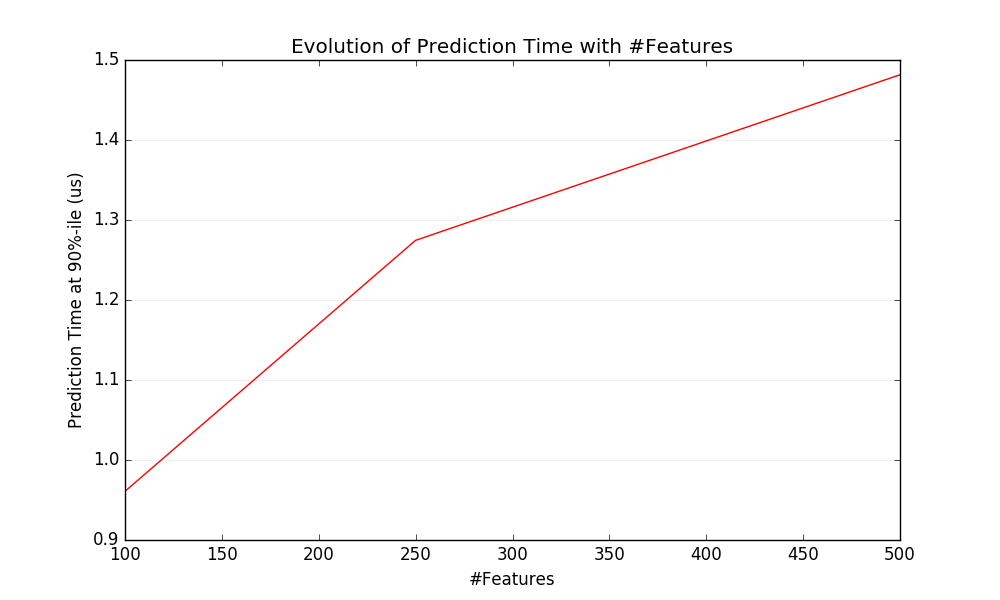 Evolution of Prediction Time with #Features
Prediction Time at 90%-ile (us)
1.5
1.4
1.3
1.2
1.1
1.0
0.9
100 150 200 250 300 350 400 450 500
#Features